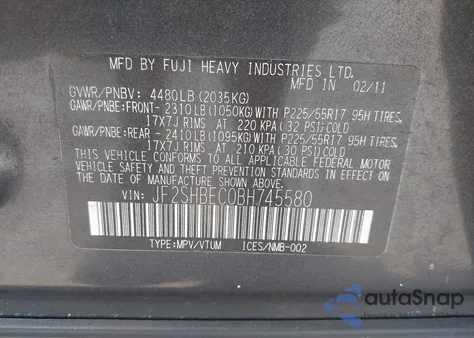 MFD BY FUJI HEAVY INDUSTRIES LTD.
MFD IN 02/11
GVWR/PNBV: 4480LB (2035KG)
GAWR/PNBE: FRONT- 2310LB (1050KG) WITH P225/55R17 95H TIRES,
17X7J RIMS AT 220 KPA (32 PSI) COLD
GAWR/PNBE: REAR - 2410LB (1095KG) WITH P225/55R17 95H TIRES,
17X7J RIMS AT 210 KPA (30 PSI) COLD
THIS VEHICLE CONFORMS TO ALL APPLICABLE FEDERAL MOTOR
VEHICLE SAFETY AND BUMPER STANDARDS IN EFFECT ON THE DATE OF
MANUFACTURE SHOWN ABOVE.
VIN: JF2SHBEC0BH745580
TYPE:MPV/VTUM ICES/NMB-002
autoSnap
POWERED BY